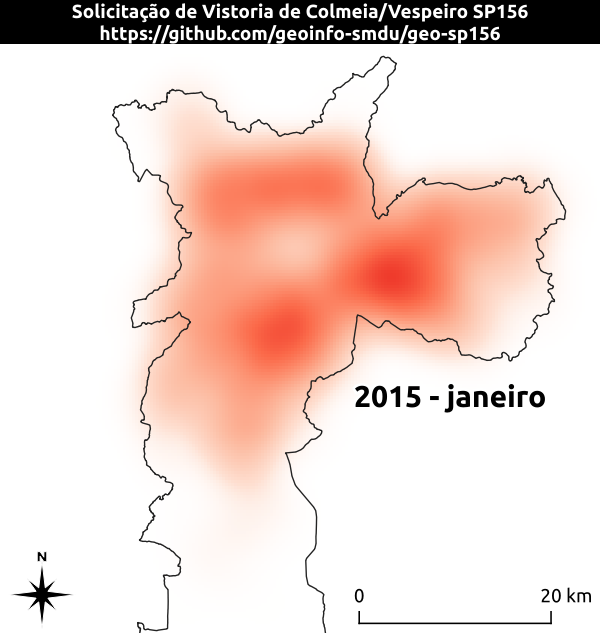 Solicitação de Vistoria de Colmeia/Vespeiro SP156
https://github.com/geoinfo-smdu/geo-sp156
2015 - janeiro
N
0 20 km